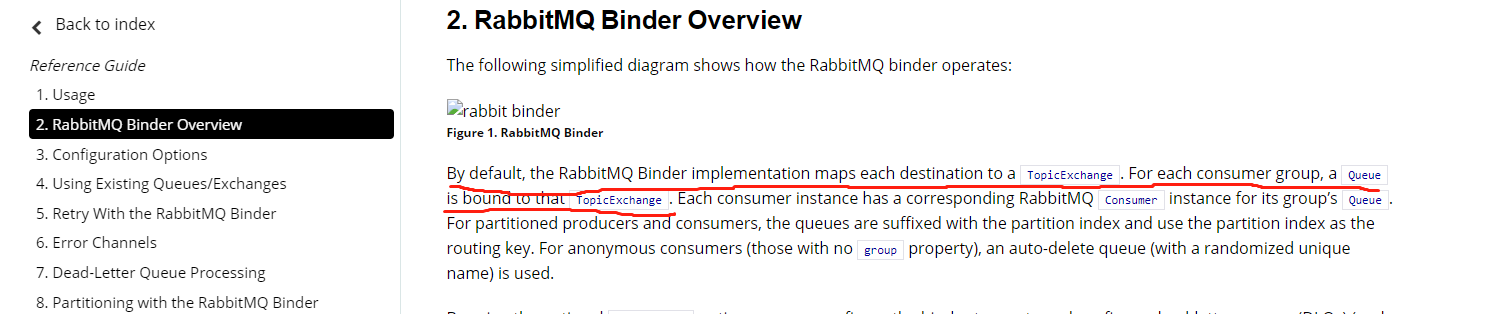 Back to index
Reference Guide
1. Usage
2. RabbitMQ Binder Overview
3. Configuration Options
4. Using Existing Queues/Exchanges
5. Retry With the RabbitMQ Binder
6. Error Channels
7. Dead-Letter Queue Processing
8. Partitioning with the RabbitMQ Binder
2. RabbitMQ Binder Overview
The following simplified diagram shows how the RabbitMQ binder operates:
rabbit binder
Figure 1. RabbitMQ Binder
By default, the RabbitMQ Binder implementation maps each destination to a TopicExchange. For each consumer group, a Queue
is bound to that TopicExchange. Each consumer instance has a corresponding RabbitMQ Consumer instance for its group’s Queue.
For partitioned producers and consumers, the queues are suffixed with the partition index and use the partition index as the
routing key. For anonymous consumers (those with no group property), an auto-delete queue (with a randomized unique
name) is used.